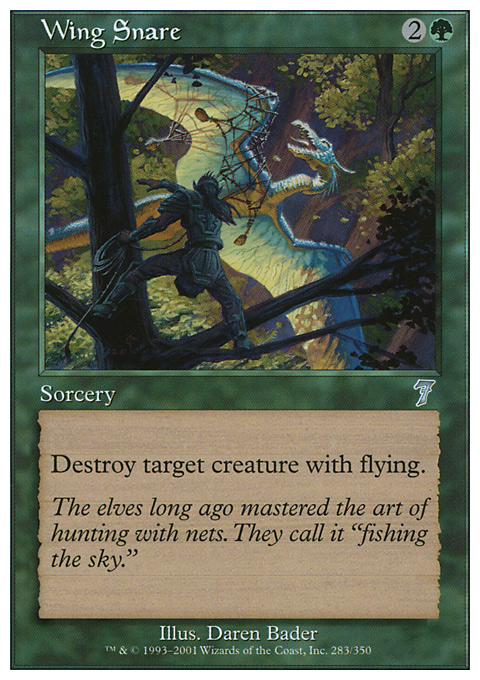 Wing Snare 2
Sorcery
Destroy target creature with flying.
The elves long ago mastered the art of
hunting with nets. They call it “fishing
the sky.”
Illus. Daren Bader
™ & © 1993–2001 Wizards of the Coast, Inc. 283/350